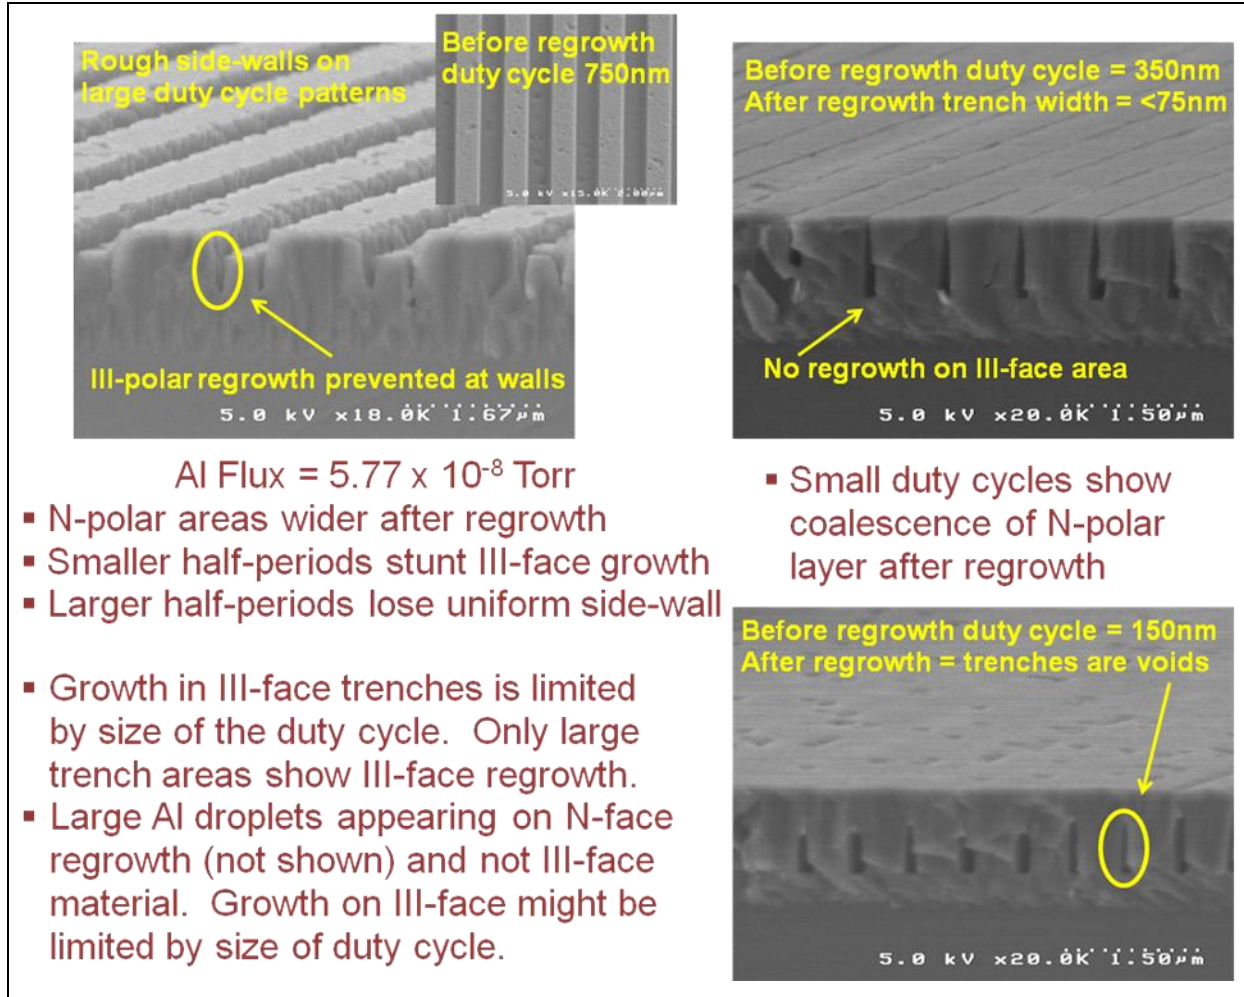 Rough side-walls on
large duty cycle patterns
Before regrowth
duty cycle 750nm
5.0 kV x15.0K 2.00µm
III-polar regrowth prevented at walls
5.0 kV x18.0K 1.67µm
Before regrowth duty cycle = 350nm
After regrowth trench width = <75nm
No regrowth on III-face area
5.0 kV x20.0K 1.50µm
Al Flux = 5.77 x 10⁻⁸ Torr
▪ N-polar areas wider after regrowth
▪ Smaller half-periods stunt III-face growth
▪ Larger half-periods lose uniform side-wall
▪ Growth in III-face trenches is limited
by size of the duty cycle. Only large
trench areas show III-face regrowth.
▪ Large Al droplets appearing on N-face
regrowth (not shown) and not III-face
material. Growth on III-face might be
limited by size of duty cycle.
▪ Small duty cycles show
coalescence of N-polar
layer after regrowth
Before regrowth duty cycle = 150nm
After regrowth = trenches are voids
5.0 kV x20.0K 1.50µm